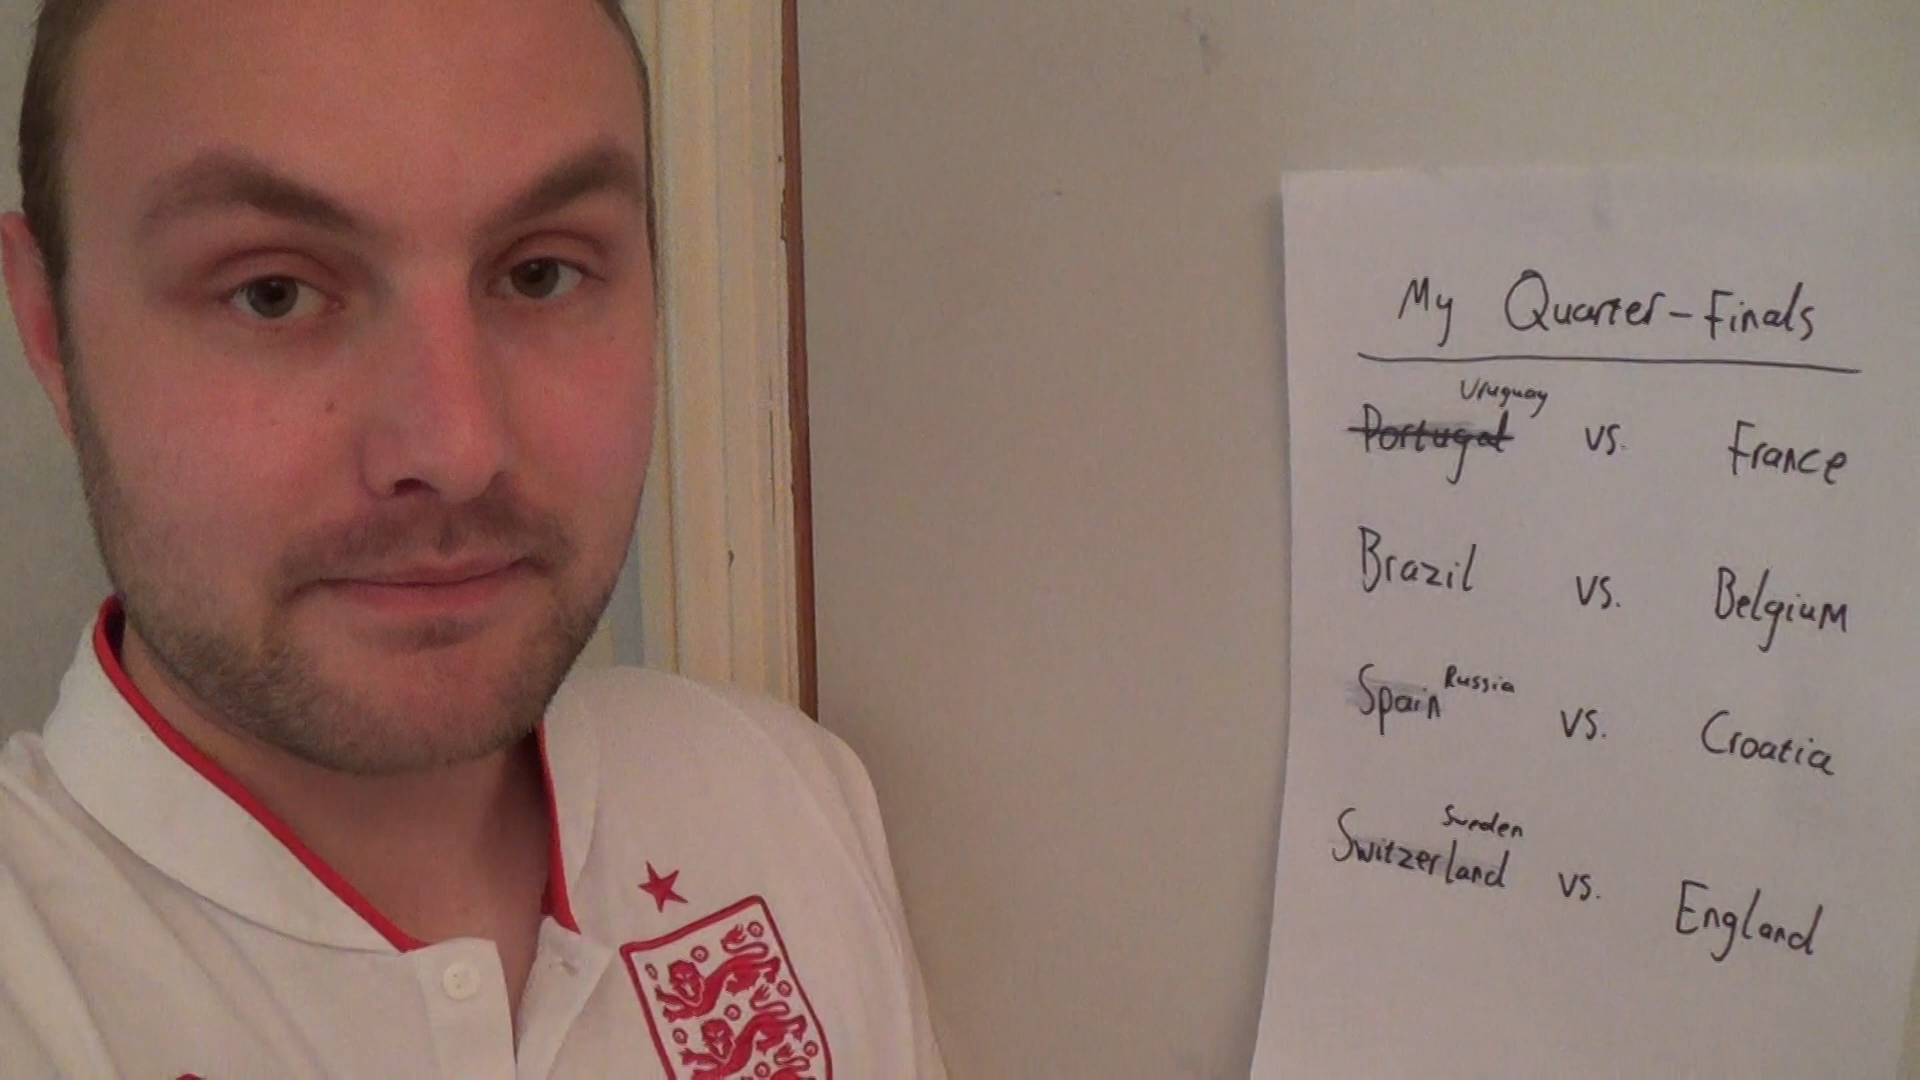 My Quarter-Finals
Uruguay
Portugal vs. France
Brazil vs. Belgium
Spain Russia vs. Croatia
Sweden
Switzerland vs. England